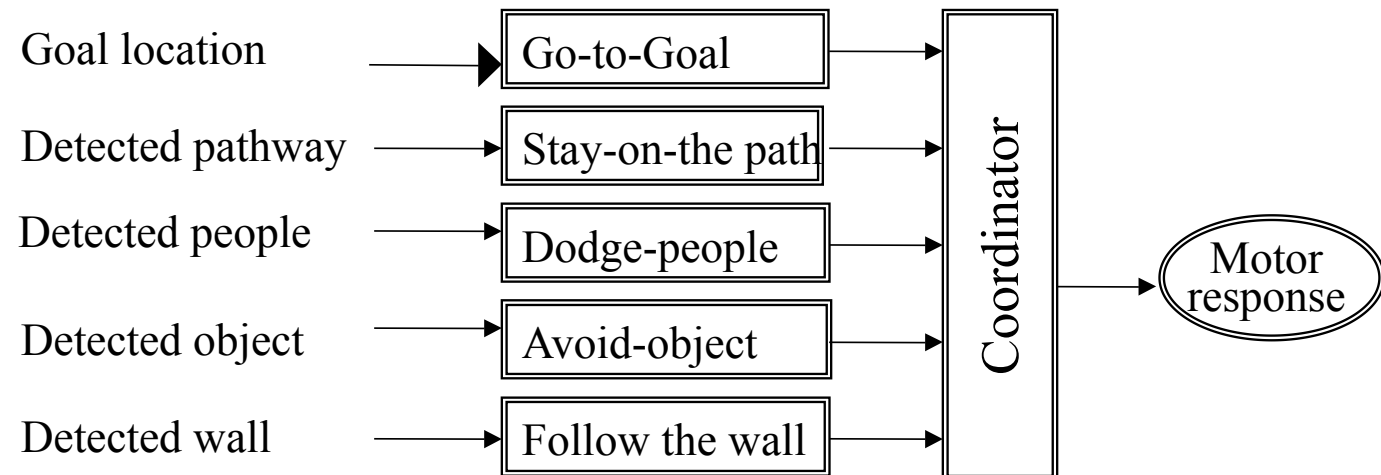 Goal location
Go-to-Goal
Detected pathway
Stay-on-the path
Detected people
Dodge-people
Detected object
Avoid-object
Detected wall
Follow the wall
Coordinator
Motor
response